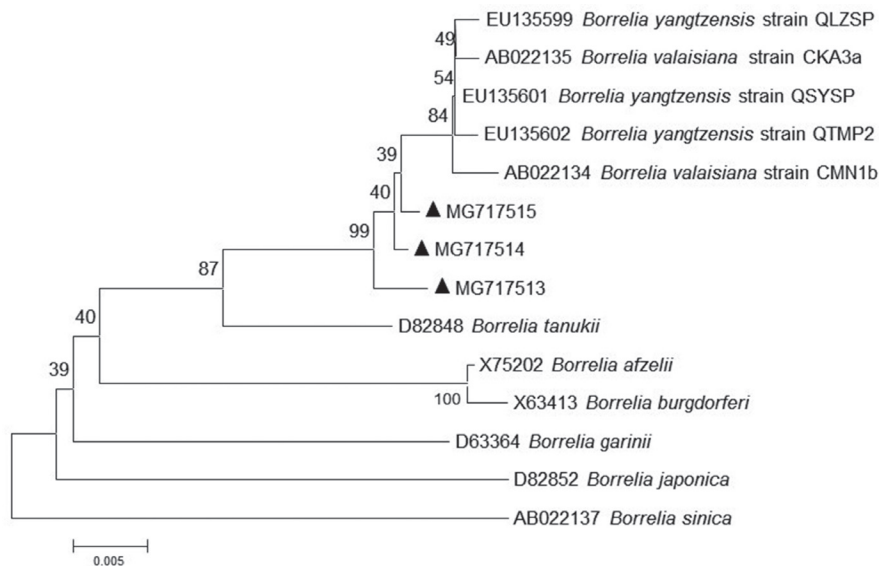 EU135599 Borrelia yangtzensis strain QLZSP
49
AB022135 Borrelia valaisiana strain CKA3a
54
EU135601 Borrelia yangtzensis strain QSYSP
84
EU135602 Borrelia yangtzensis strain QTMP2
39
AB022134 Borrelia valaisiana strain CMN1b
40
MG717515
99
MG717514
87
MG717513
40
D82848 Borrelia tanukii
39
X75202 Borrelia afzelii
100
X63413 Borrelia burgdorferi
D63364 Borrelia garinii
D82852 Borrelia japonica
AB022137 Borrelia sinica
0.005